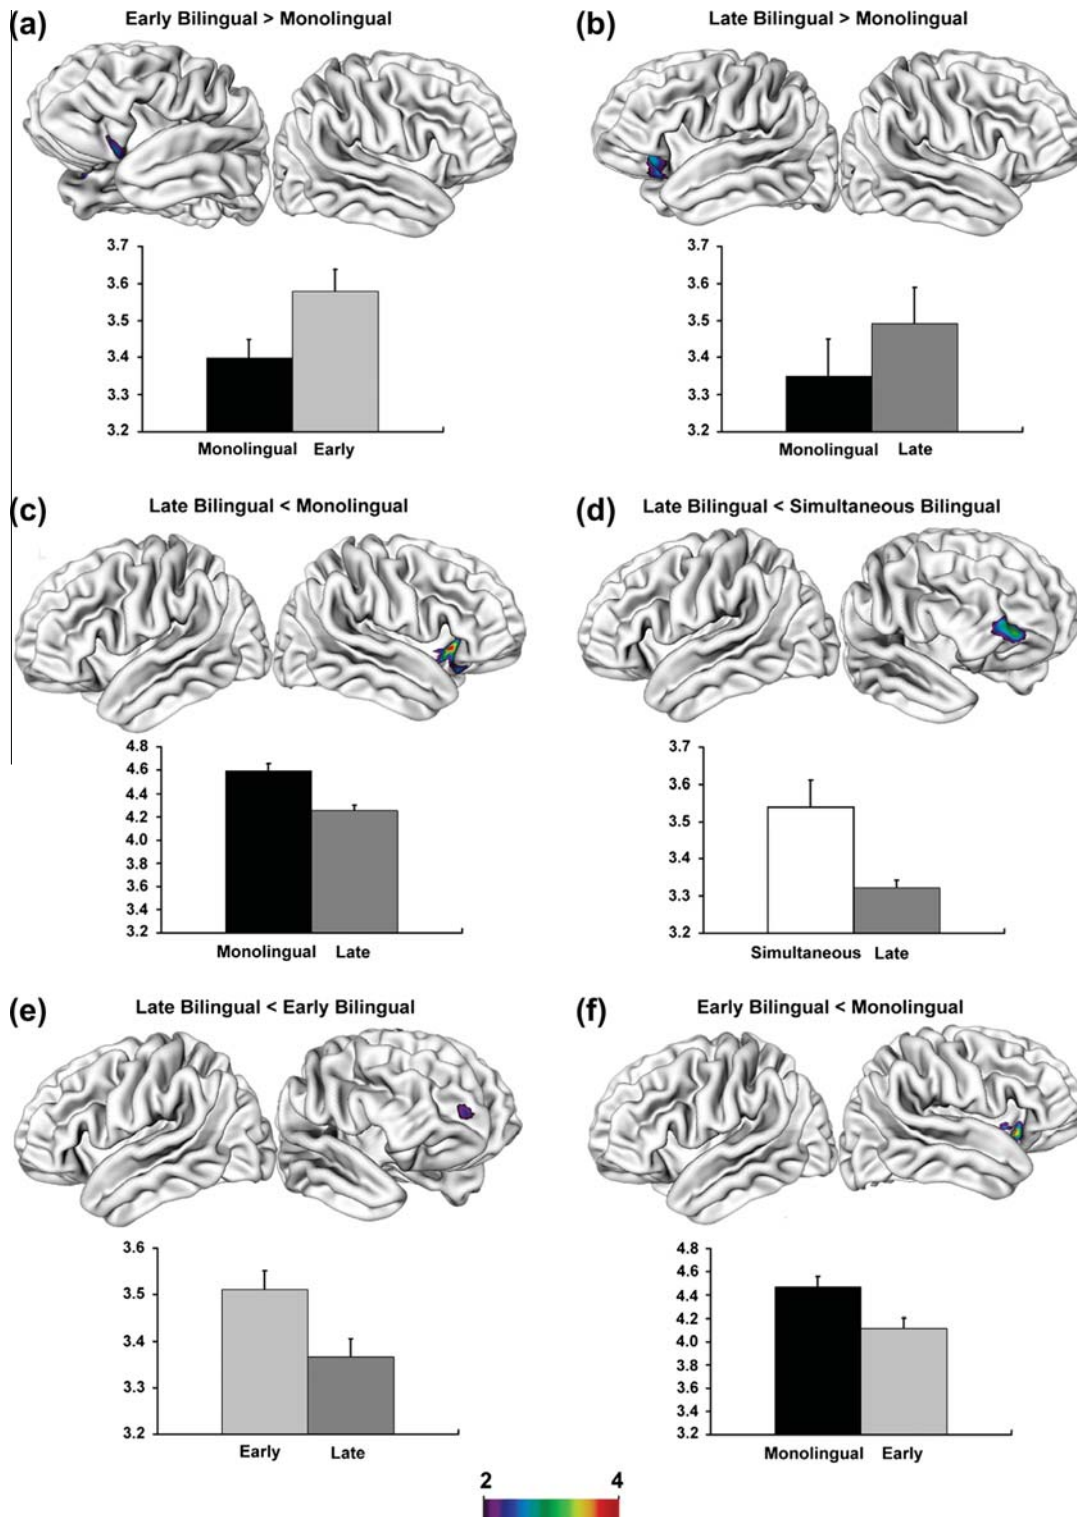 (a)
Early Bilingual > Monolingual
3.7
3.6
3.5
3.4
3.3
3.2
Monolingual Early
(b)
Late Bilingual > Monolingual
3.7
3.6
3.5
3.4
3.3
3.2
Monolingual Late
(c)
Late Bilingual < Monolingual
4.8
4.6
4.4
4.2
4.0
3.8
3.6
3.4
3.2
Monolingual Late
(d)
Late Bilingual < Simultaneous Bilingual
3.7
3.6
3.5
3.4
3.3
3.2
Simultaneous Late
(e)
Late Bilingual < Early Bilingual
3.6
3.5
3.4
3.3
3.2
Early Late
(f)
Early Bilingual < Monolingual
4.8
4.6
4.4
4.2
4.0
3.8
3.6
3.4
3.2
Monolingual Early
2 4